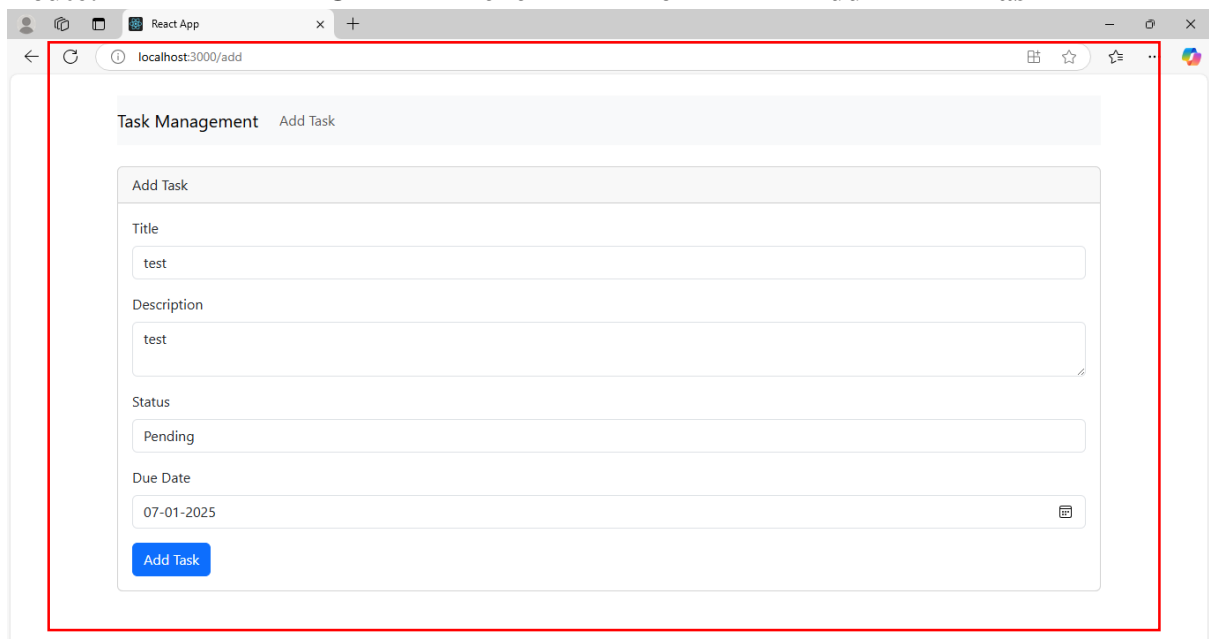 React App
localhost:3000/add
Task Management Add Task
Add Task
Title
test
Description
test
Status
Pending
Due Date
07-01-2025
Add Task